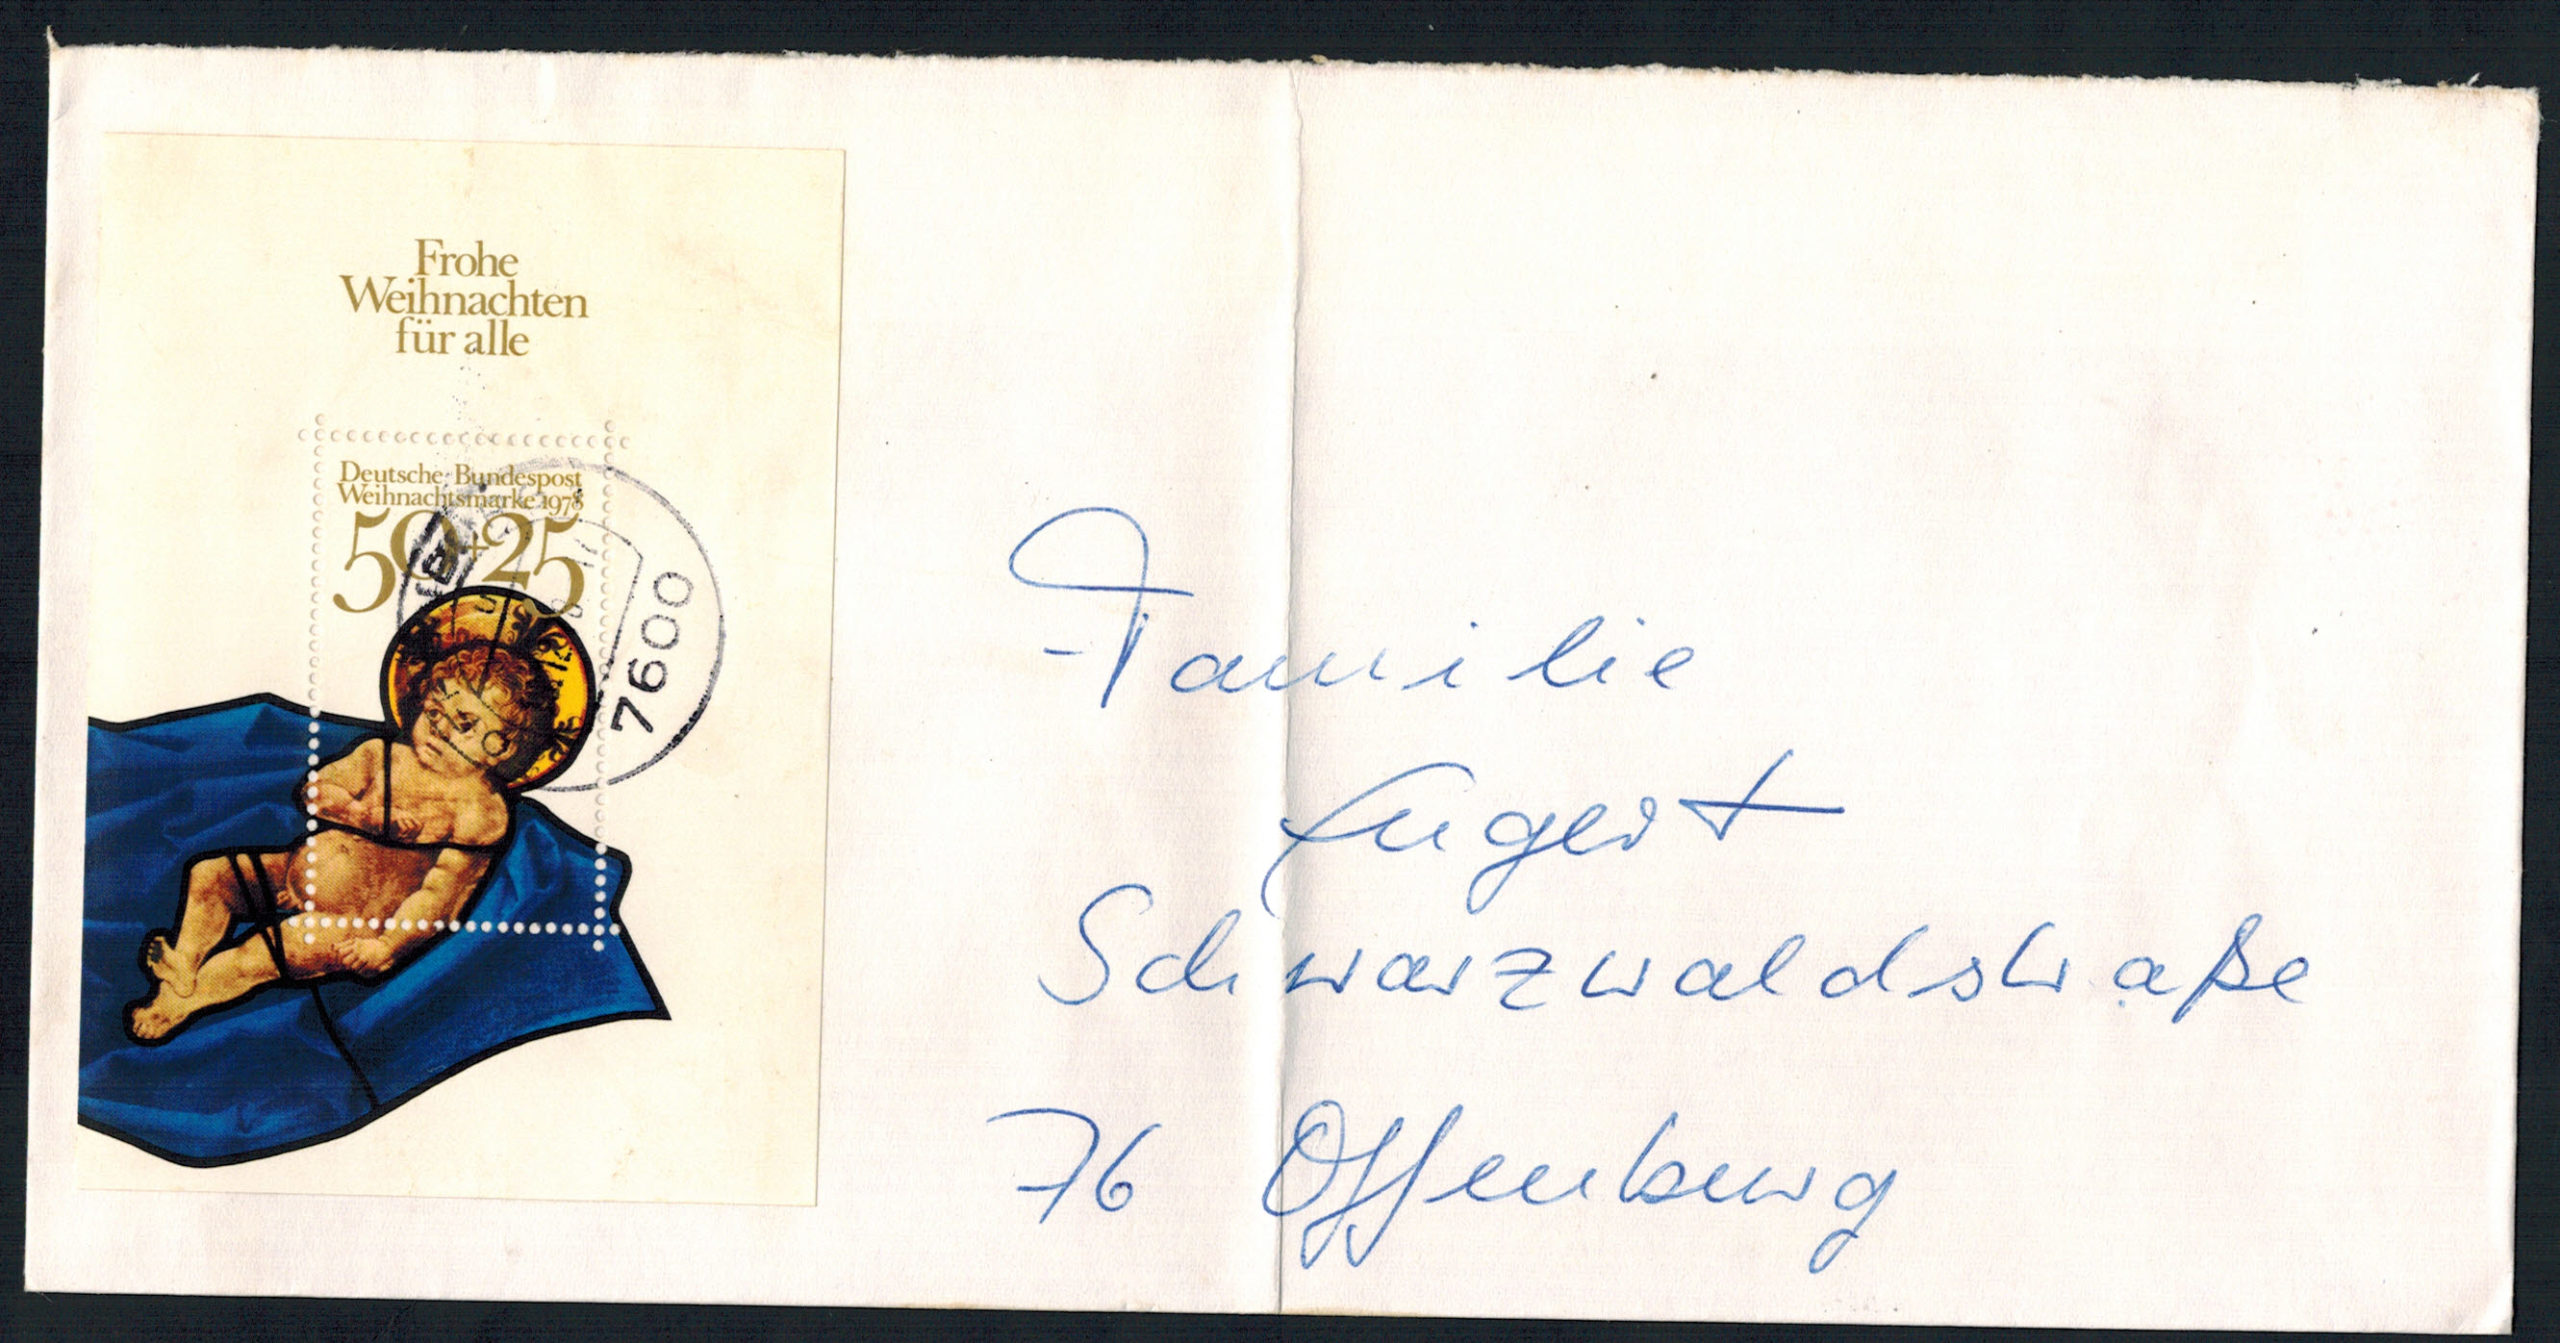 Frohe
Weihnachten
für alle
Deutsche Bundespost
Weihnachtsmarke 1978
50+25
7600
Familie
Engert
Schwarzwaldstraße
76 Offenburg